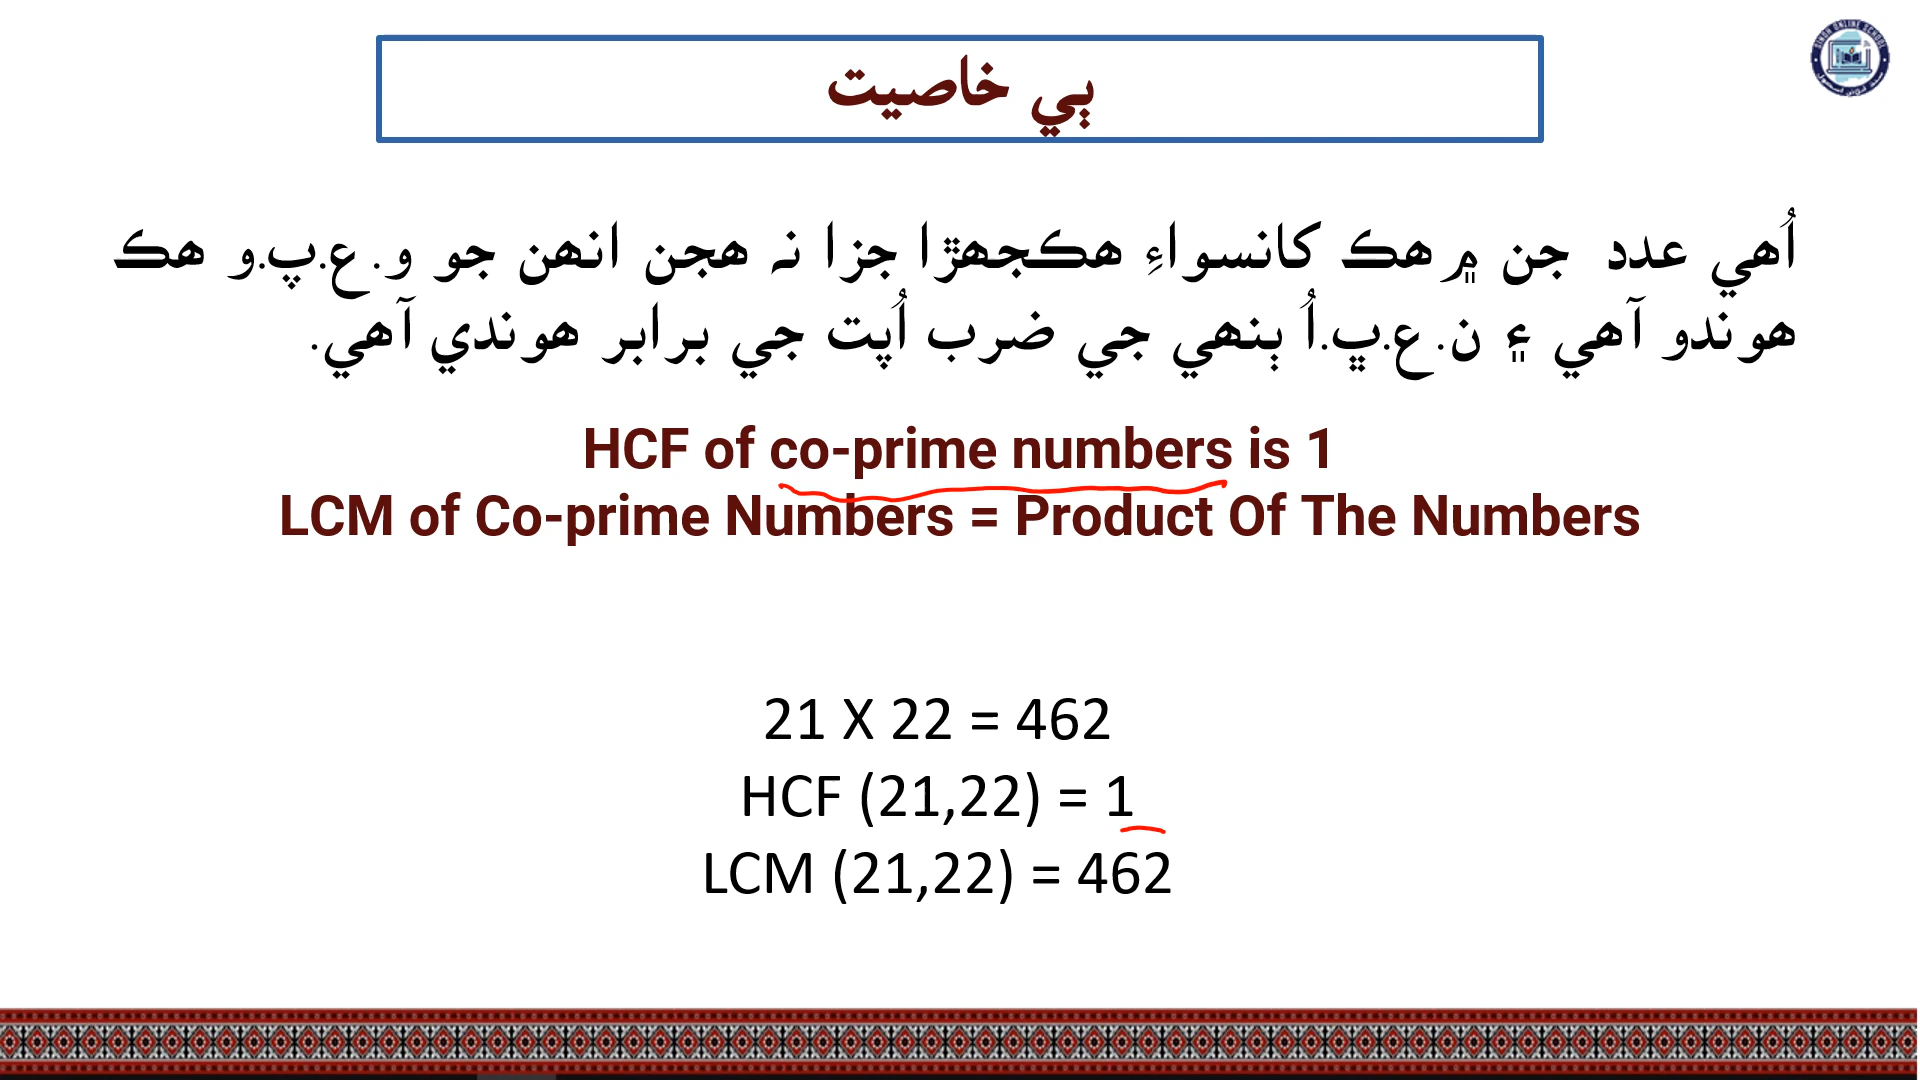 ٻي خاصيت
اُهي عدد جن ۾ هڪ کانسواءِ هڪجهڙا جزا نہ هجن انهن جو و.ع.پ.و هڪ
هوندو آهي ۽ ن.ع.ڀ.اُ ٻنهي جي ضرب اُپت جي برابر هوندي آهي.
HCF of co-prime numbers is 1
LCM of Co-prime Numbers = Product Of The Numbers
21 X 22 = 462
HCF (21,22) = 1
LCM (21,22) = 462